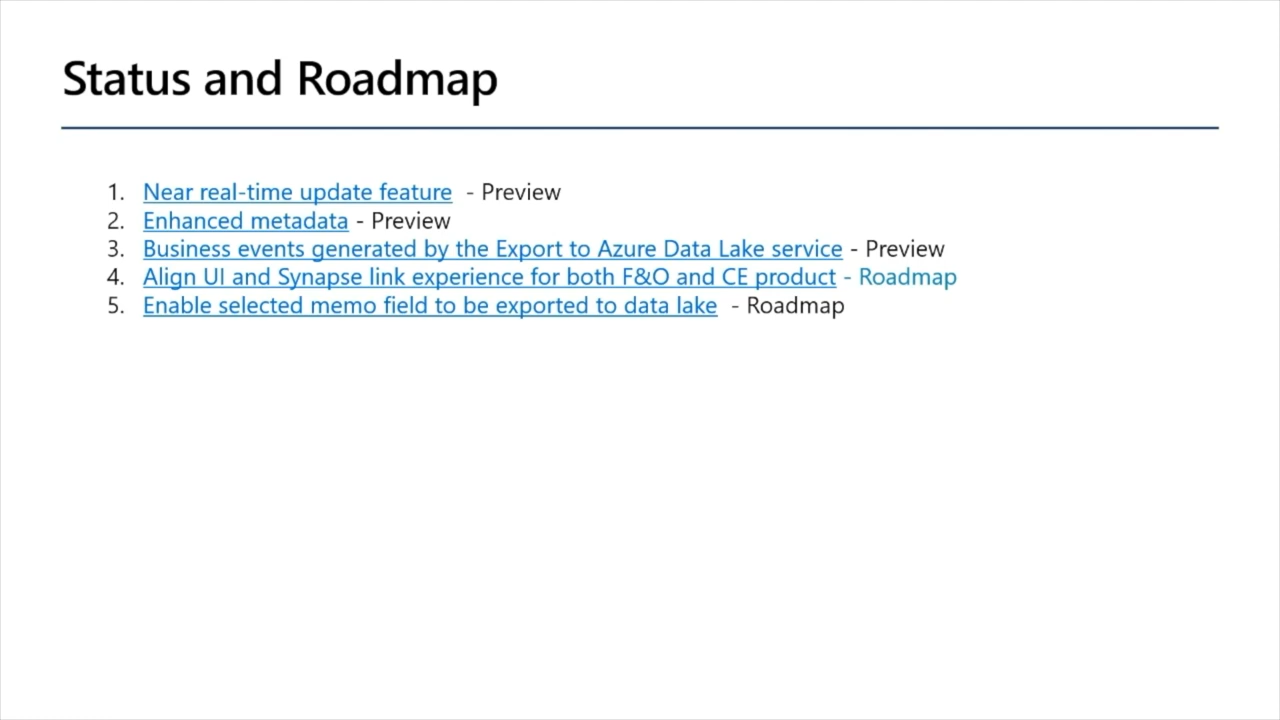 Status and Roadmap
1. Near real-time update feature - Preview
2. Enhanced metadata - Preview
3. Business events generated by the Export to Azure Data Lake service - Preview
4. Align UI and Synapse link experience for both F&O and CE product - Roadmap
5. Enable selected memo field to be exported to data lake - Roadmap